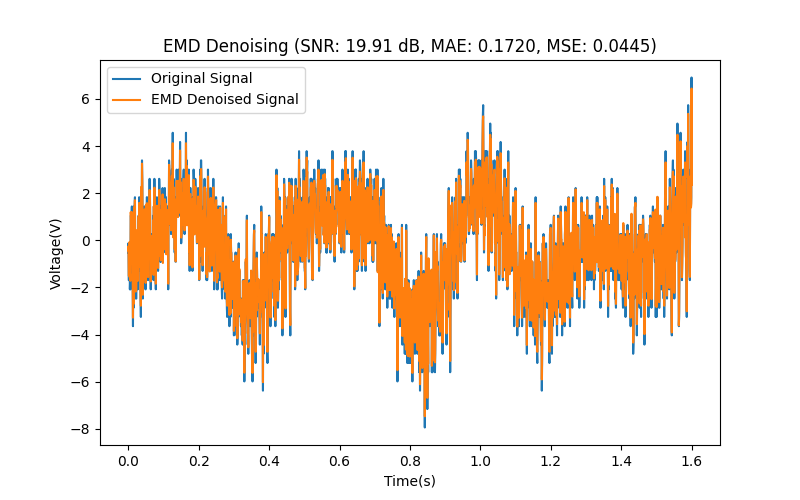 EMD Denoising (SNR: 19.91 dB, MAE: 0.1720, MSE: 0.0445)
Original Signal
EMD Denoised Signal
6
4
2
0
−2
−4
−6
−8
Voltage(V)
0.0 0.2 0.4 0.6 0.8 1.0 1.2 1.4 1.6
Time(s)